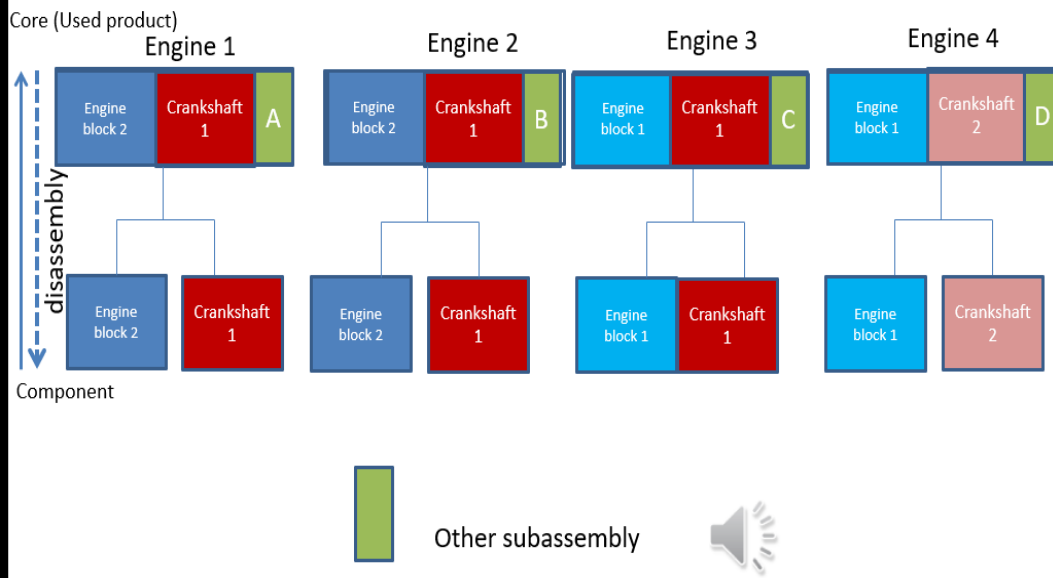 Core (Used product)
Engine 1
Engine 2
Engine 3
Engine 4
Engine
block 2
Crankshaft
1
A
Engine
block 2
Crankshaft
1
B
Engine
block 1
Crankshaft
1
C
Engine
block 1
Crankshaft
2
D
disassembly
Engine
block 2
Crankshaft
1
Engine
block 2
Crankshaft
1
Engine
block 1
Crankshaft
1
Engine
block 1
Crankshaft
2
Component
Other subassembly